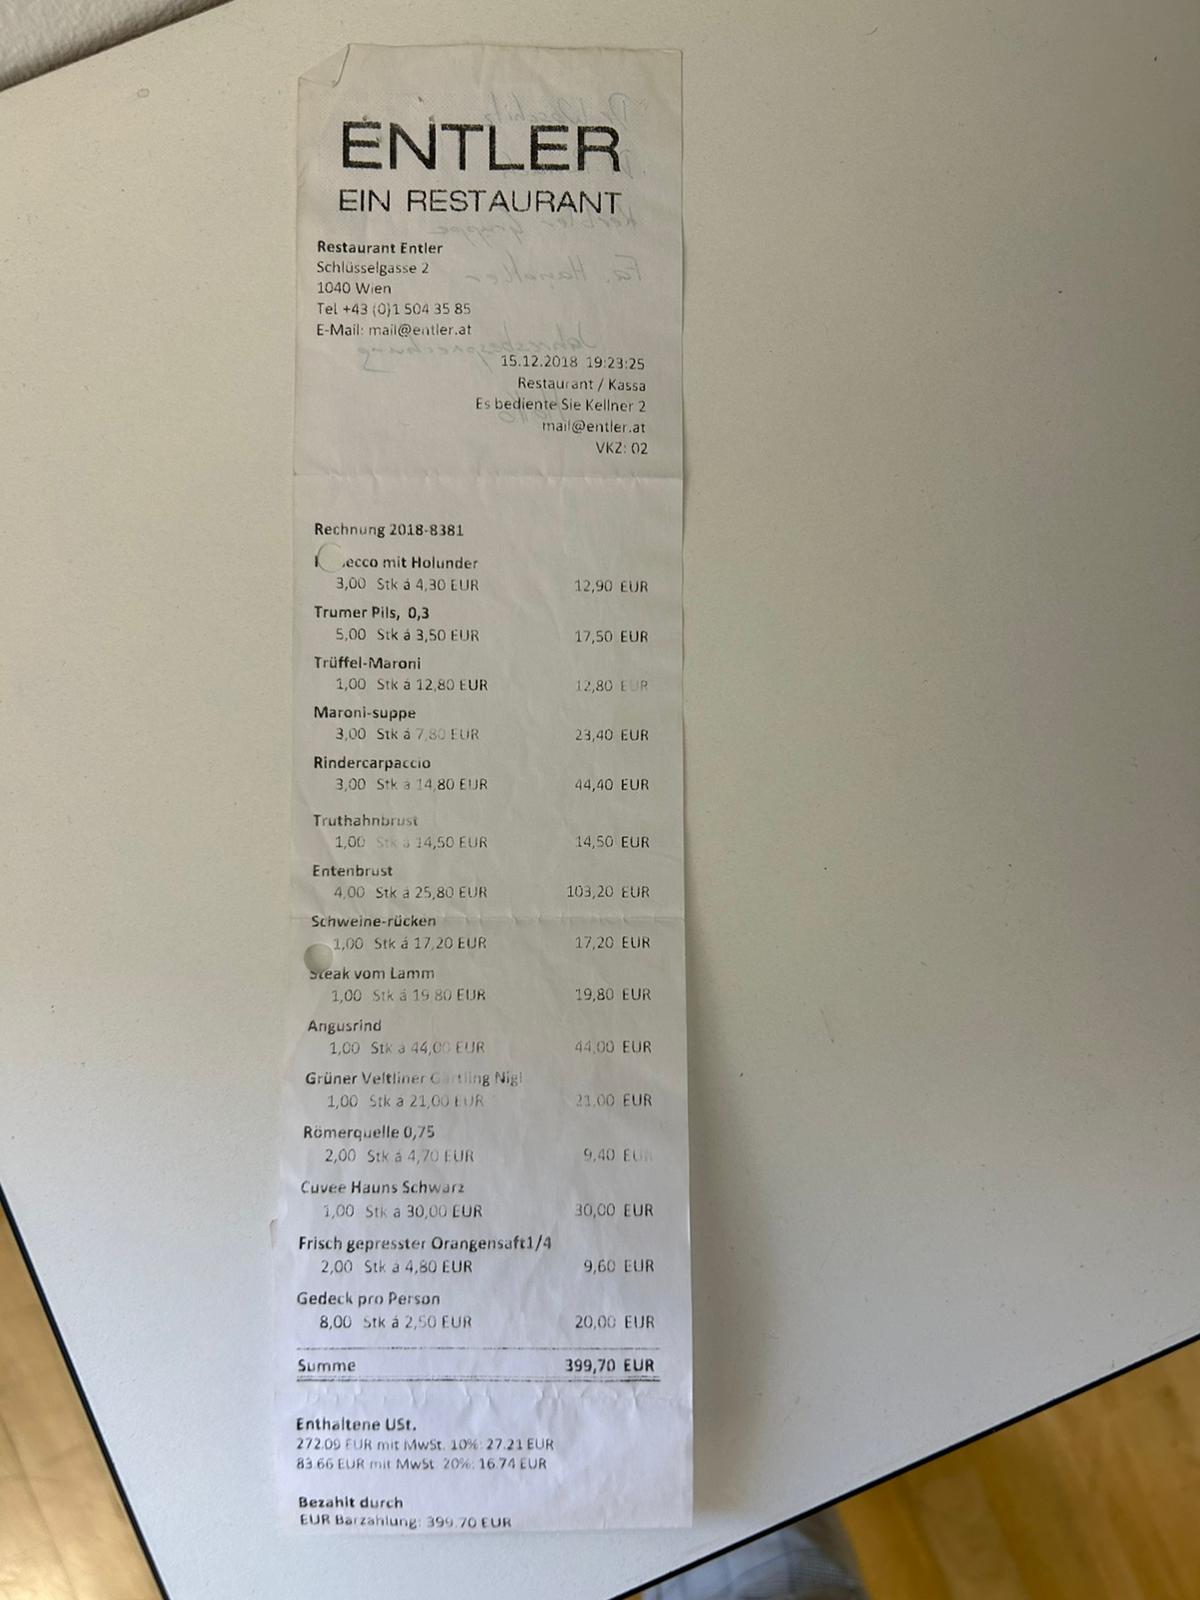 ENTLER
EIN RESTAURANT
Restaurant Entler
Schlüsselgasse 2
1040 Wien
Tel +43 (0)1 504 35 85
E-Mail: mail@entler.at
15.12.2018 19:23:25
Restaurant / Kassa
Es bediente Sie Kellner 2
mail@entler.at
VKZ: 02
Rechnung 2018-8381
mit Holunder
3,00 Stk á 4,30 EUR 12,90 EUR
Trumer Pils, 0,3
5,00 Stk á 3,50 EUR 17,50 EUR
Trüffel-Maroni
1,00 Stk á 12,80 EUR 12,80 EUR
Maroni-suppe
3,00 Stk á 7,80 EUR 23,40 EUR
Rindercarpaccio
3,00 Stk á 14,80 EUR 44,40 EUR
Truthahnbrust
1,00 Stk á 14,50 EUR 14,50 EUR
Entenbrust
4,00 Stk á 25,80 EUR 103,20 EUR
Schweine-rücken
1,00 Stk á 17,20 EUR 17,20 EUR
Steak vom Lamm
1,00 Stk á 19,80 EUR 19,80 EUR
Angusrind
1,00 Stk á 44,00 EUR 44,00 EUR
Grüner Veltliner Gärtling Nigl
1,00 Stk á 21,00 EUR 21,00 EUR
Römerquelle 0,75
2,00 Stk á 4,70 EUR 9,40 EUR
Cuvee Hauns Schwarz
1,00 Stk á 30,00 EUR 30,00 EUR
Frisch gepresster Orangensaft1/4
2,00 Stk á 4,80 EUR 9,60 EUR
Gedeck pro Person
8,00 Stk á 2,50 EUR 20,00 EUR
Summe 399,70 EUR
Enthaltene USt.
272.09 EUR mit MwSt. 10%: 27.21 EUR
83.66 EUR mit MwSt. 20%: 16.74 EUR
Bezahlt durch
EUR Barzahlung: 399.70 EUR